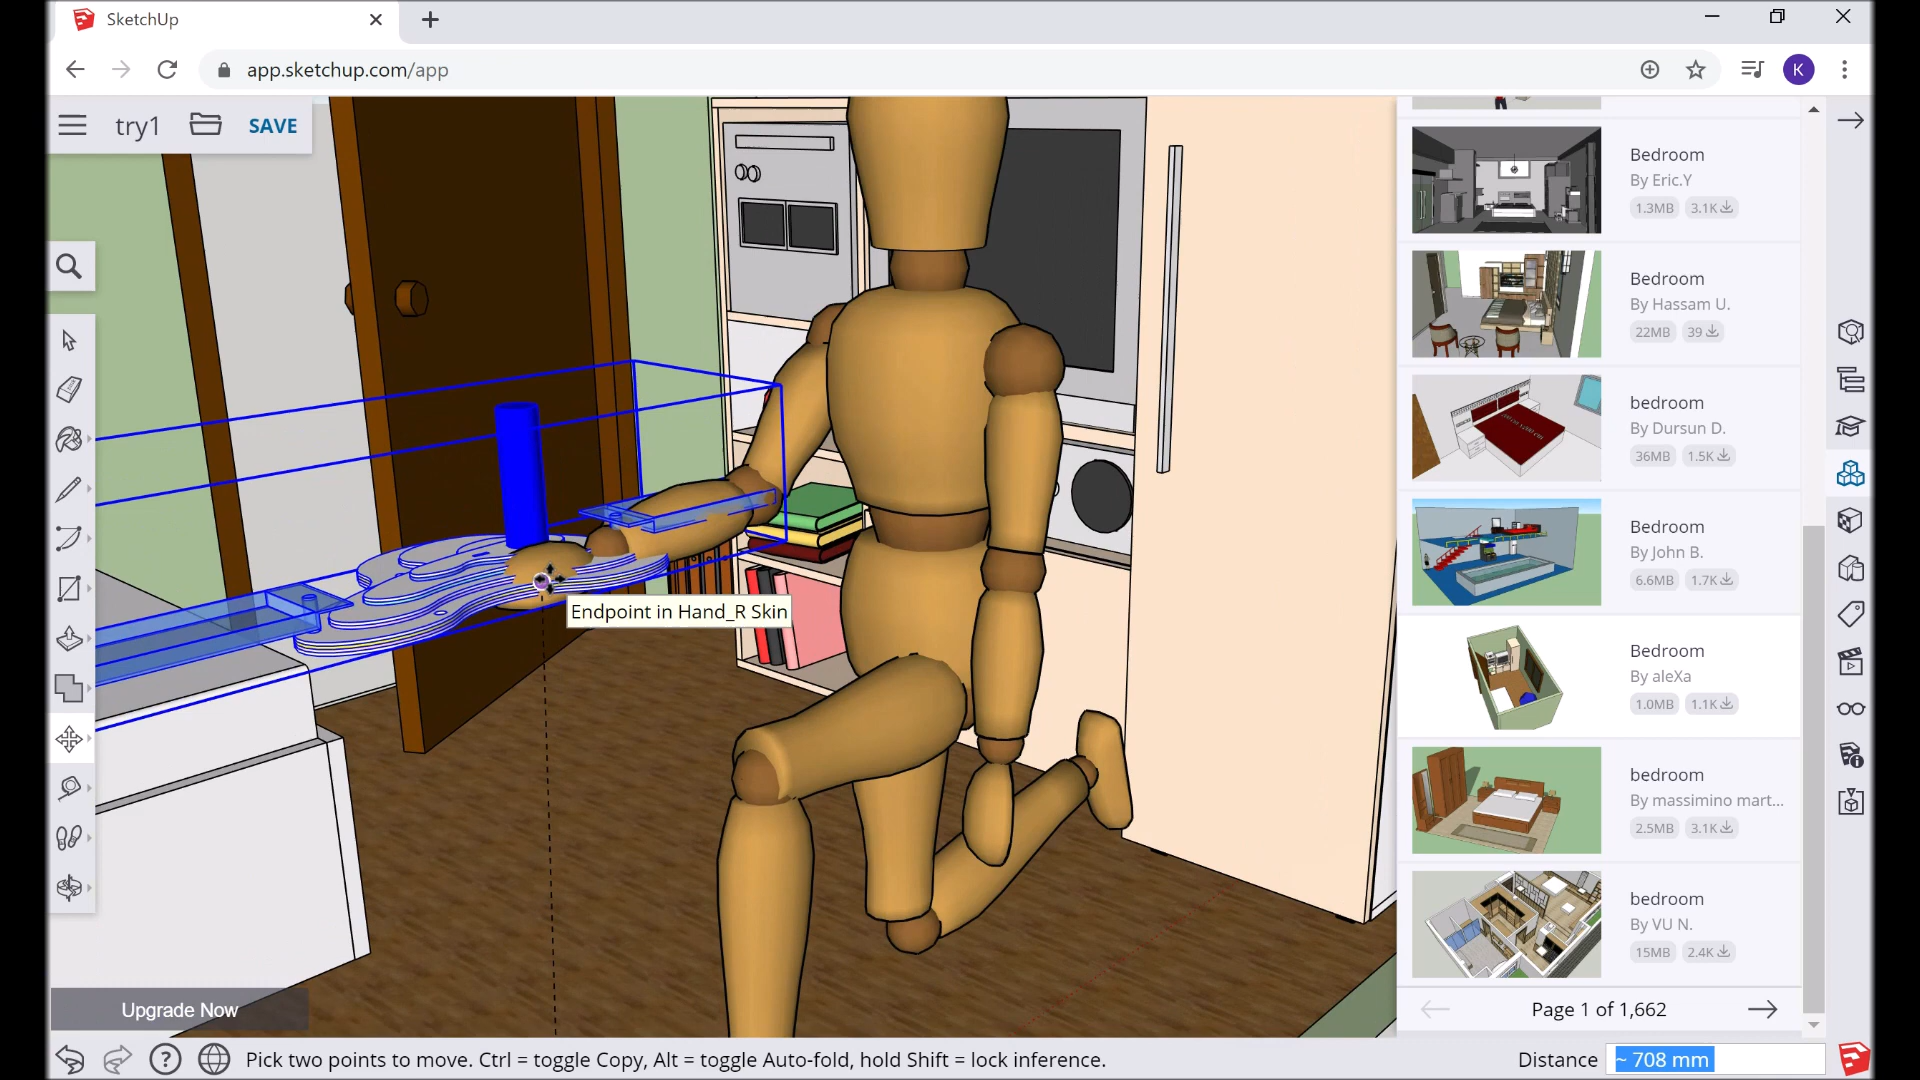 SketchUp
app.sketchup.com/app
K
try1
SAVE
Bedroom
By Eric.Y
1.3MB 3.1K
Bedroom
By Hassam U.
22MB 39
bedroom
By Dursun D.
36MB 1.5K
Bedroom
By John B.
6.6MB 1.7K
Bedroom
By aleXa
1.0MB 1.1K
bedroom
By massimino mart...
2.5MB 3.1K
bedroom
By VU N.
15MB 2.4K
Endpoint in Hand_R Skin
Upgrade Now
Page 1 of 1,662
Pick two points to move. Ctrl = toggle Copy, Alt = toggle Auto-fold, hold Shift = lock inference.
Distance ~ 708 mm